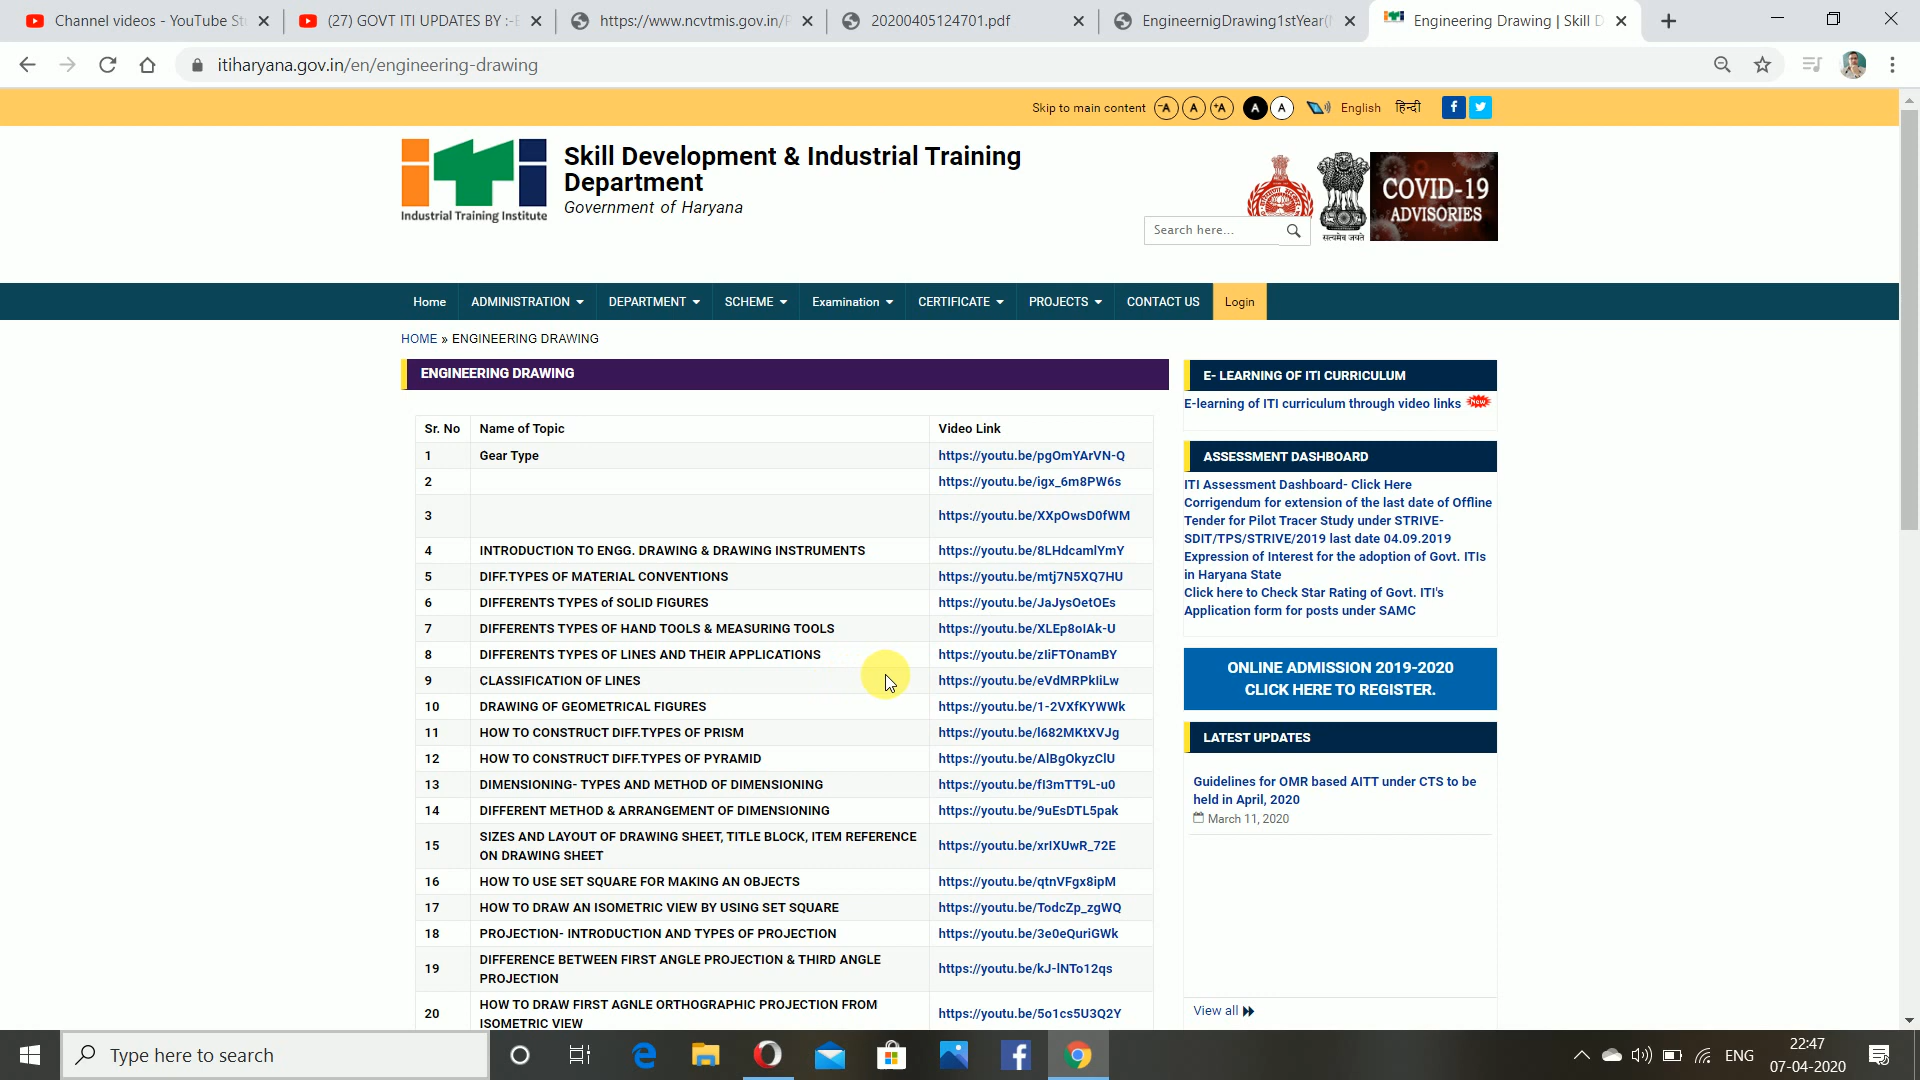 Channel videos - YouTube St
(27) GOVT ITI UPDATES BY :-E
https://www.ncvtmis.gov.in/P
20200405124701.pdf
EngineernigDrawing1stYear(
Engineering Drawing | Skill D
itiharyana.gov.in/en/engineering-drawing
Skip to main content -A A +A A A English हिन्दी
Industrial Training Institute
Skill Development & Industrial Training
Department
Government of Haryana
Search here...
सत्यमेव जयते
COVID-19
ADVISORIES
Home ADMINISTRATION DEPARTMENT SCHEME Examination CERTIFICATE PROJECTS CONTACT US Login
HOME » ENGINEERING DRAWING
ENGINEERING DRAWING
Sr. No Name of Topic Video Link
1 Gear Type https://youtu.be/pgOmYArVN-Q
2 https://youtu.be/igx_6m8PW6s
3 https://youtu.be/XXpOwsD0fWM
4 INTRODUCTION TO ENGG. DRAWING & DRAWING INSTRUMENTS https://youtu.be/8LHdcamlYmY
5 DIFF.TYPES OF MATERIAL CONVENTIONS https://youtu.be/mtj7N5XQ7HU
6 DIFFERENTS TYPES of SOLID FIGURES https://youtu.be/JaJysOetOEs
7 DIFFERENTS TYPES OF HAND TOOLS & MEASURING TOOLS https://youtu.be/XLEp8oIAk-U
8 DIFFERENTS TYPES OF LINES AND THEIR APPLICATIONS https://youtu.be/zIiFTOnamBY
9 CLASSIFICATION OF LINES https://youtu.be/eVdMRPkIiLw
10 DRAWING OF GEOMETRICAL FIGURES https://youtu.be/1-2VXfKYWWk
11 HOW TO CONSTRUCT DIFF.TYPES OF PRISM https://youtu.be/l682MKtXVJg
12 HOW TO CONSTRUCT DIFF.TYPES OF PYRAMID https://youtu.be/AlBgOkyzClU
13 DIMENSIONING- TYPES AND METHOD OF DIMENSIONING https://youtu.be/fI3mTT9L-u0
14 DIFFERENT METHOD & ARRANGEMENT OF DIMENSIONING https://youtu.be/9uEsDTL5pak
15 SIZES AND LAYOUT OF DRAWING SHEET, TITLE BLOCK, ITEM REFERENCE
ON DRAWING SHEET https://youtu.be/xrIXUwR_72E
16 HOW TO USE SET SQUARE FOR MAKING AN OBJECTS https://youtu.be/qtnVFgx8ipM
17 HOW TO DRAW AN ISOMETRIC VIEW BY USING SET SQUARE https://youtu.be/TodcZp_zgWQ
18 PROJECTION- INTRODUCTION AND TYPES OF PROJECTION https://youtu.be/3e0eQuriGWk
19 DIFFERENCE BETWEEN FIRST ANGLE PROJECTION & THIRD ANGLE
PROJECTION https://youtu.be/kJ-lNTo12qs
20 HOW TO DRAW FIRST AGNLE ORTHOGRAPHIC PROJECTION FROM
ISOMETRIC VIEW https://youtu.be/5o1cs5U3Q2Y
E- LEARNING OF ITI CURRICULUM
E-learning of ITI curriculum through video links New
ASSESSMENT DASHBOARD
ITI Assessment Dashboard- Click Here
Corrigendum for extension of the last date of Offline
Tender for Pilot Tracer Study under STRIVE-
SDIT/TPS/STRIVE/2019 last date 04.09.2019
Expression of Interest for the adoption of Govt. ITIs
in Haryana State
Click here to Check Star Rating of Govt. ITI's
Application form for posts under SAMC
ONLINE ADMISSION 2019-2020
CLICK HERE TO REGISTER.
LATEST UPDATES
Guidelines for OMR based AITT under CTS to be
held in April, 2020
March 11, 2020
View all
Type here to search
ENG
22:47
07-04-2020